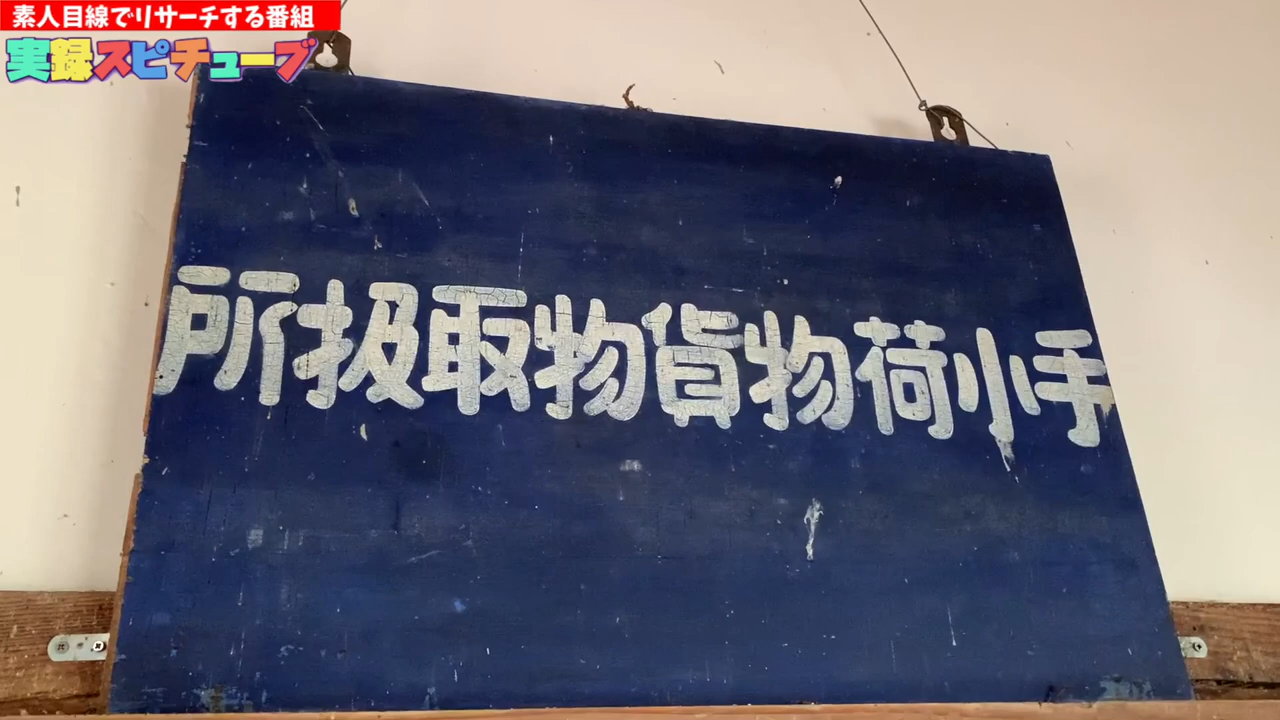 素人目線でリサーチする番組
実録スピチューブ
手小荷物貨物取扱所